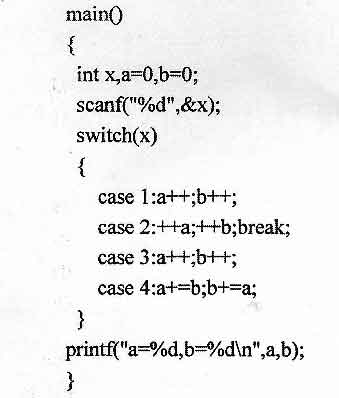 main()
{
int x,a=0,b=0;
scanf("%d",&x);
switch(x)
{
case 1:a++;b++;
case 2:++a;++b;break;
case 3:a++;b++;
case 4:a+=b;b+=a;
}
printf("a=%d,b=%d\n",a,b);
}